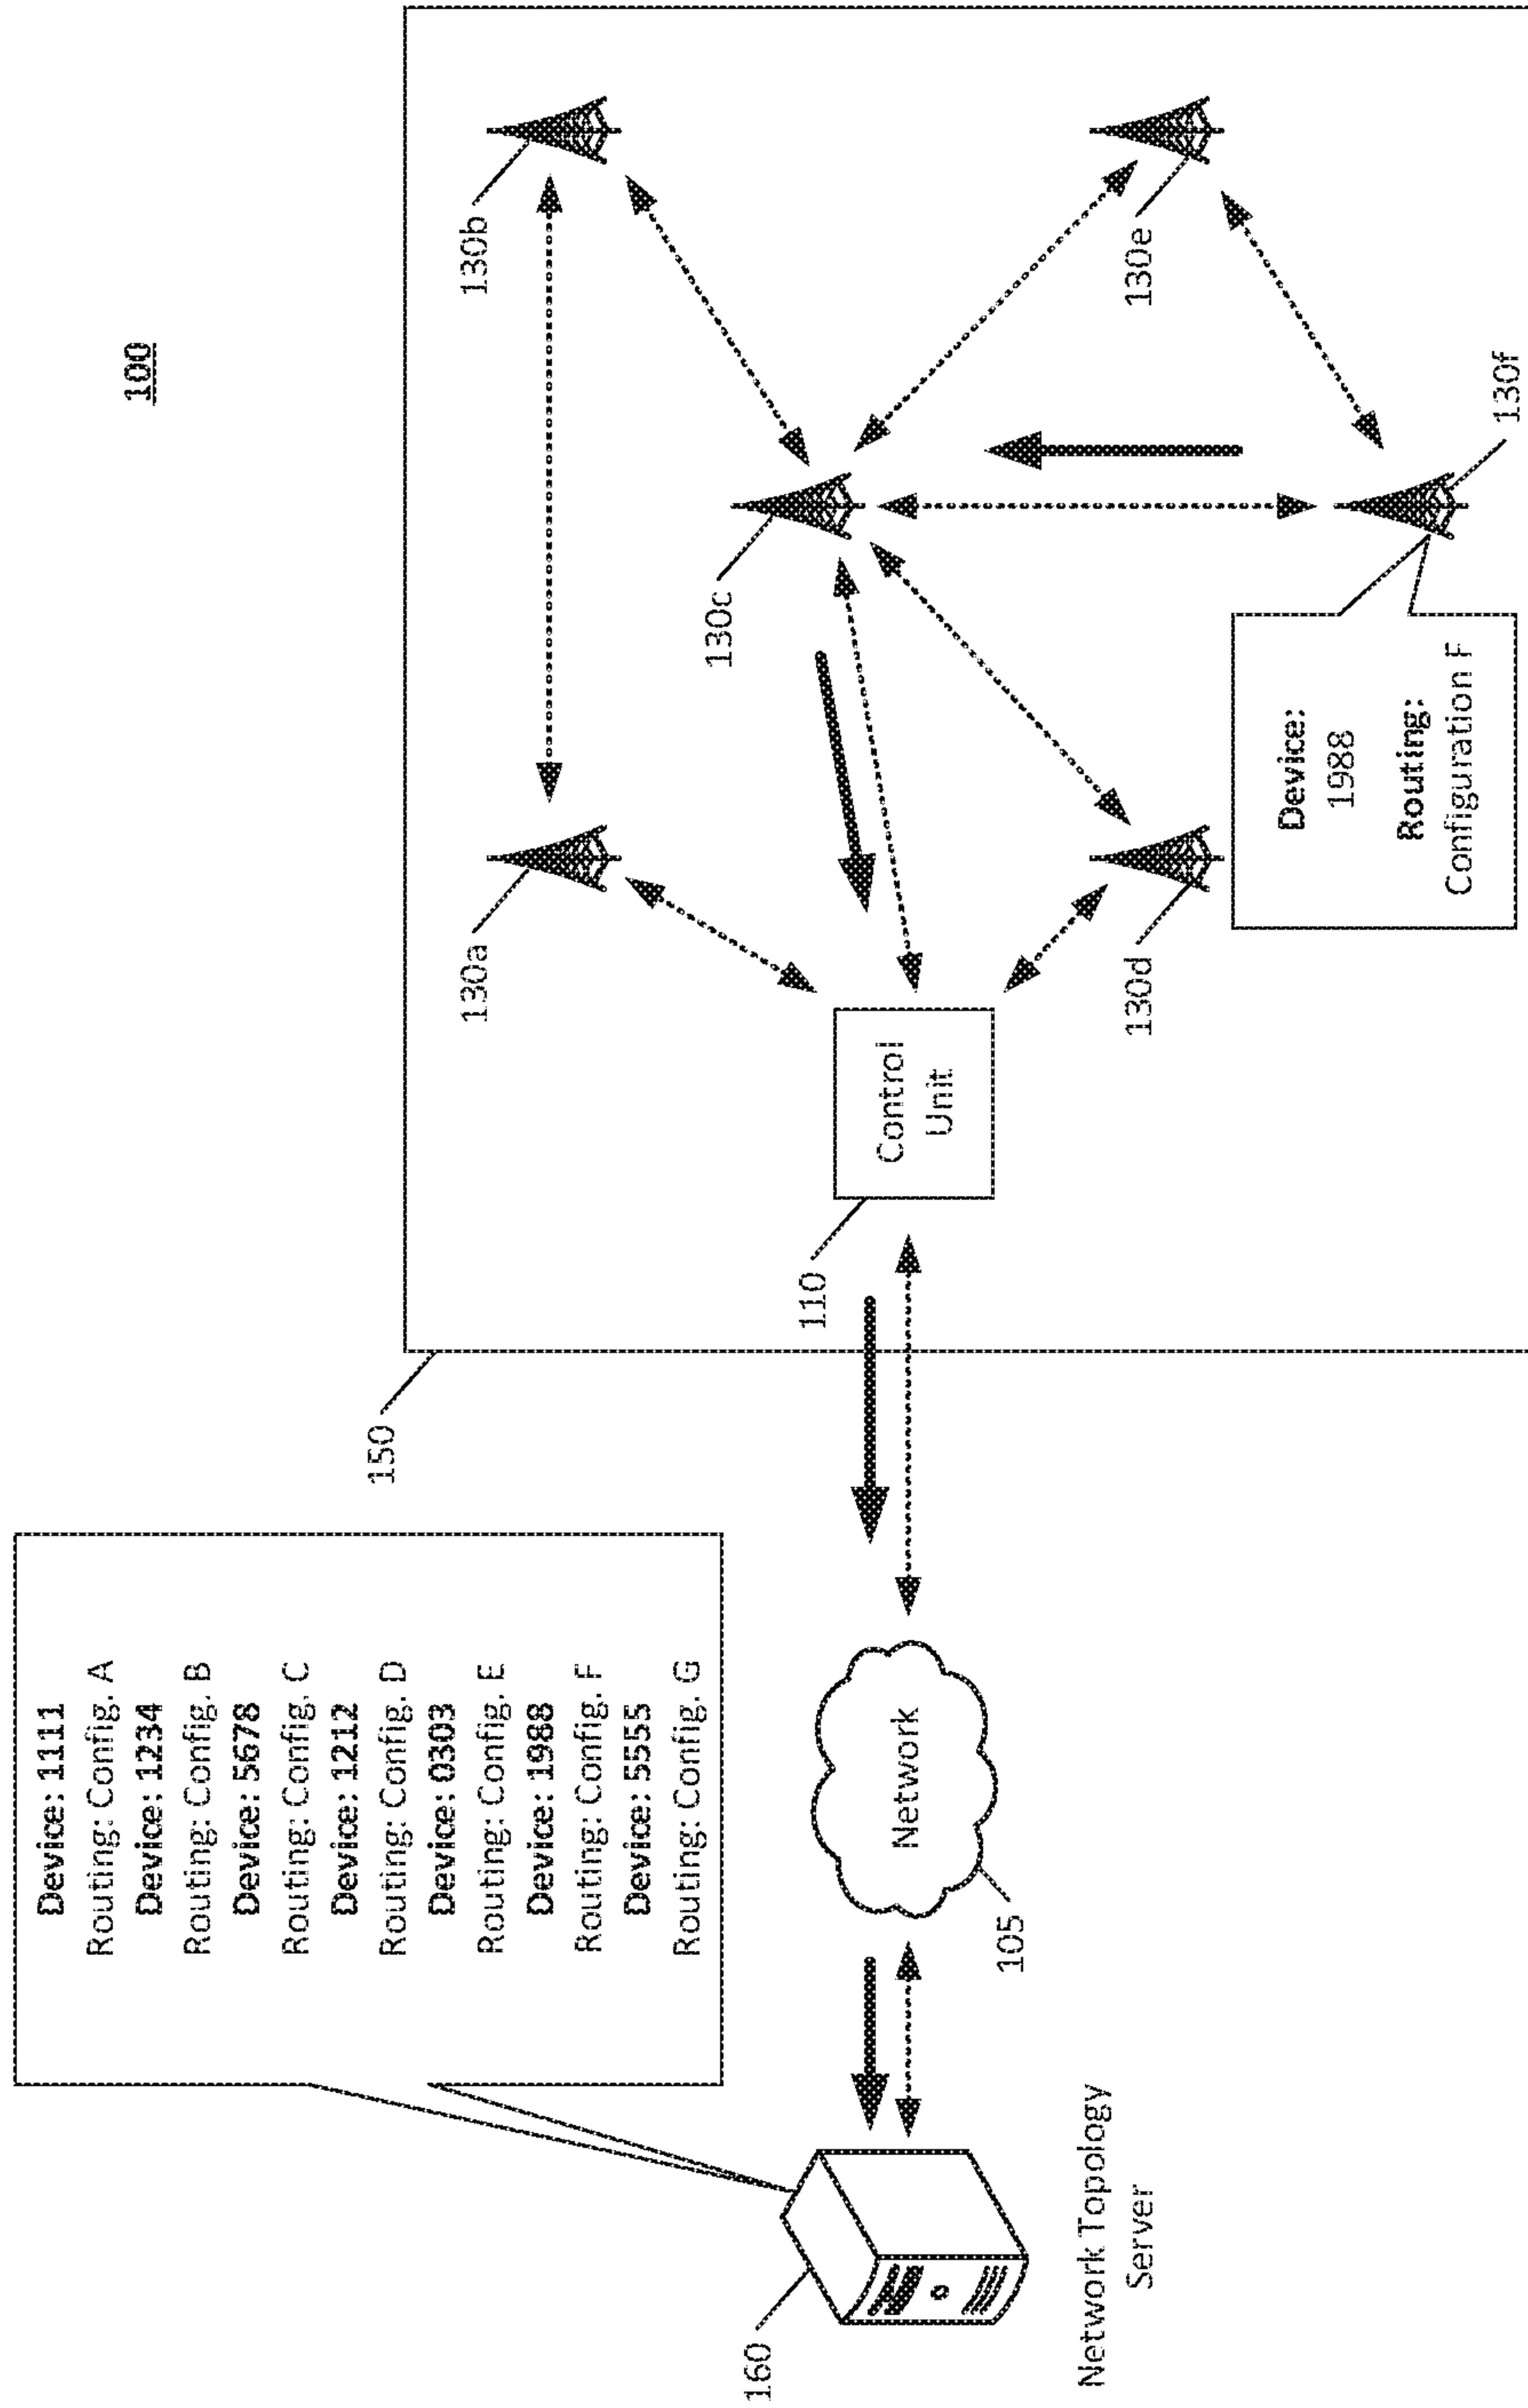 100
Device: 1111
Routing: Config. A
Device: 1234
Routing: Config. B
Device: 5678
Routing: Config. C
Device: 1212
Routing: Config. D
Device: 0303
Routing: Config. E
Device: 1988
Routing: Config. F
Device: 5555
Routing: Config. G
150
130a
130b
160
Network Topology
Server
Network
105
110
Control
Unit
130c
130d
130e
Device:
1988
Routing:
Configuration F
130f